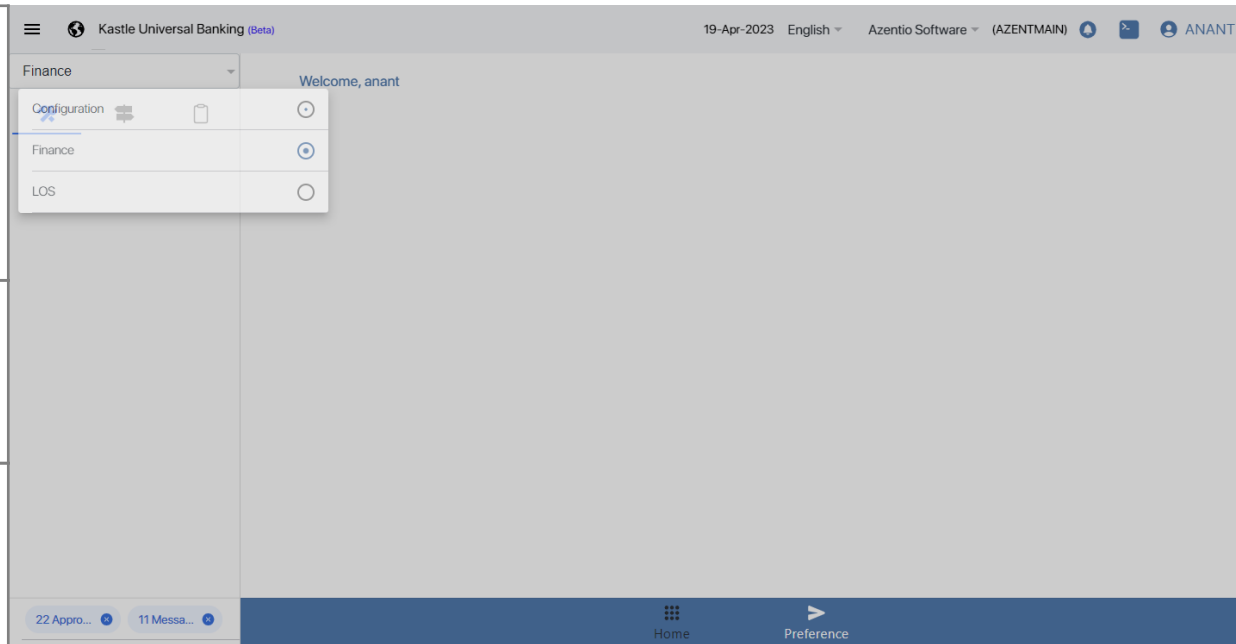 Kastle Universal Banking (Beta) 19-Apr-2023 English Azentio Software (AZENTMAIN) ANANT
Finance
Welcome, anant
Configuration
Finance
LOS
22 Appro... 11 Messa...
Home Preference